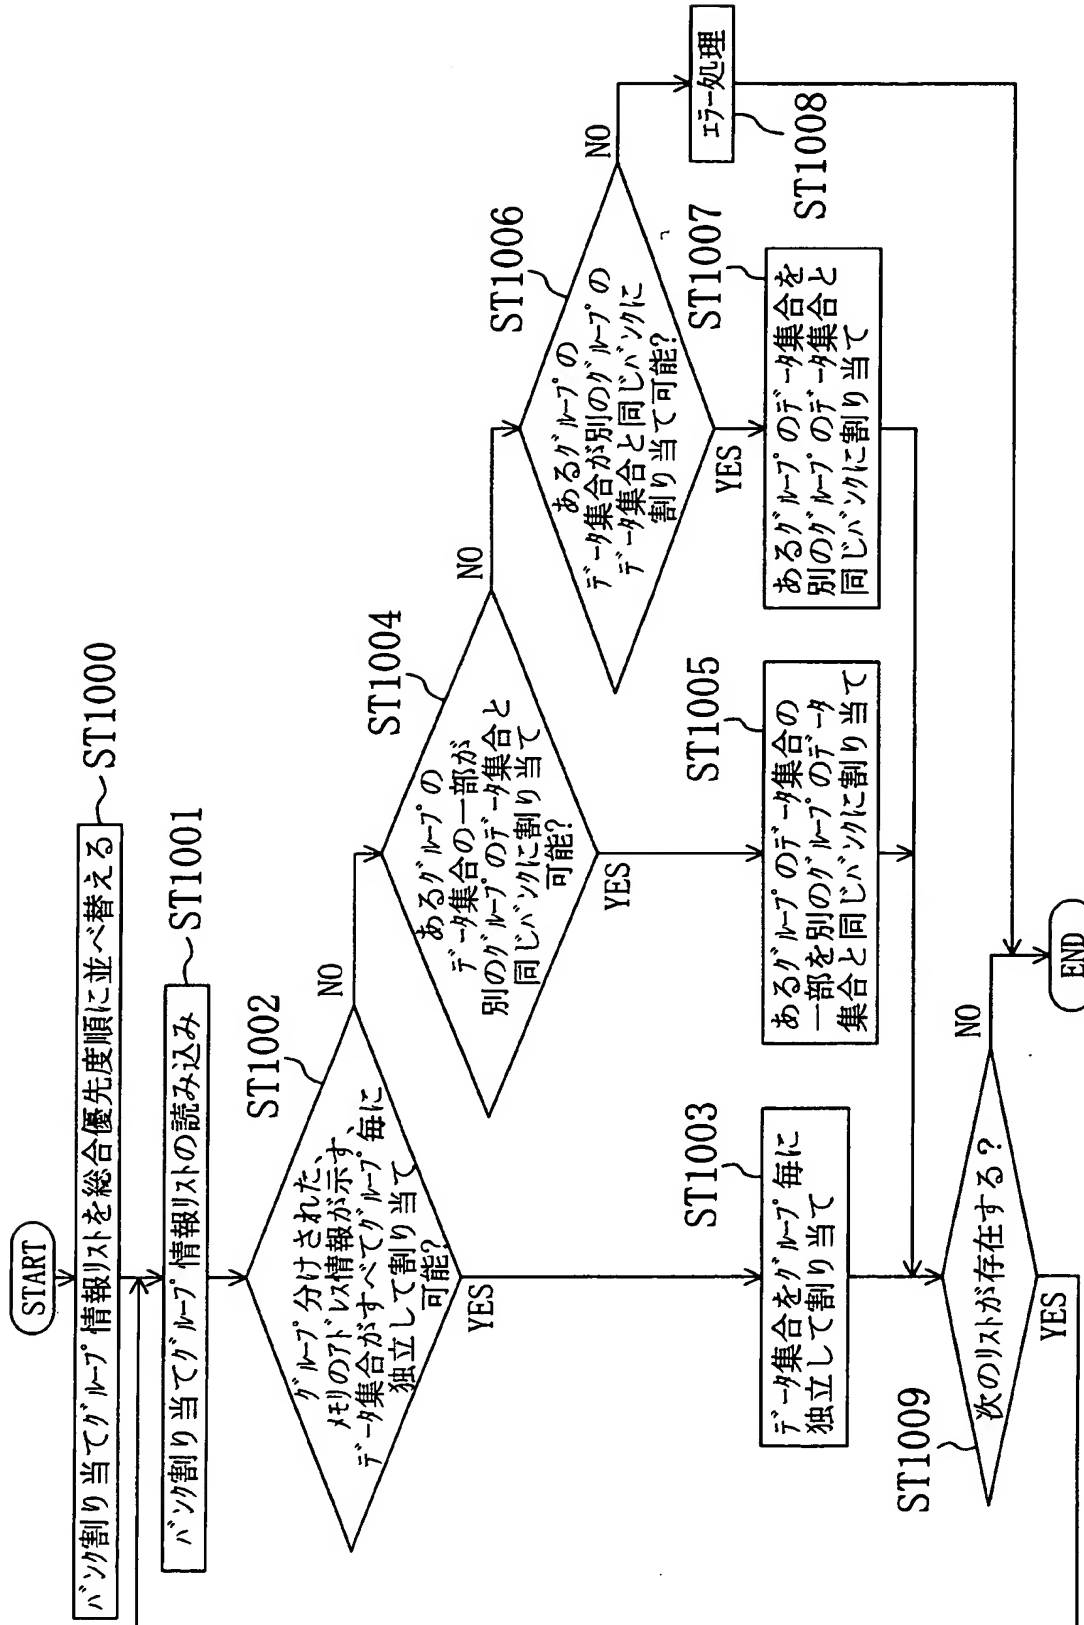 START
バンク割り当てグループ情報リストを総合優先度順に並べ替える
ST1000
バンク割り当てグループ情報リストの読み込み
ST1001
グループ分けされた、
メモリのアドレス情報が示す、
データ集合がすべてグループ毎に
独立して割り当て
可能?
ST1002
NO
YES
データ集合をグループ毎に
独立して割り当て
ST1003
あるグループの
データ集合の一部が
別のグループのデータ集合と
同じバンクに割り当て
可能?
ST1004
NO
YES
あるグループのデータ集合の
一部を別のグループのデータ
集合と同じバンクに割り当て
ST1005
あるグループの
データ集合が別のグループの
データ集合と同じバンクに
割り当て可能?
ST1006
NO
YES
あるグループのデータ集合を
別のグループのデータ集合と
同じバンクに割り当て
ST1007
エラー処理
ST1008
次のリストが存在する?
ST1009
NO
YES
END